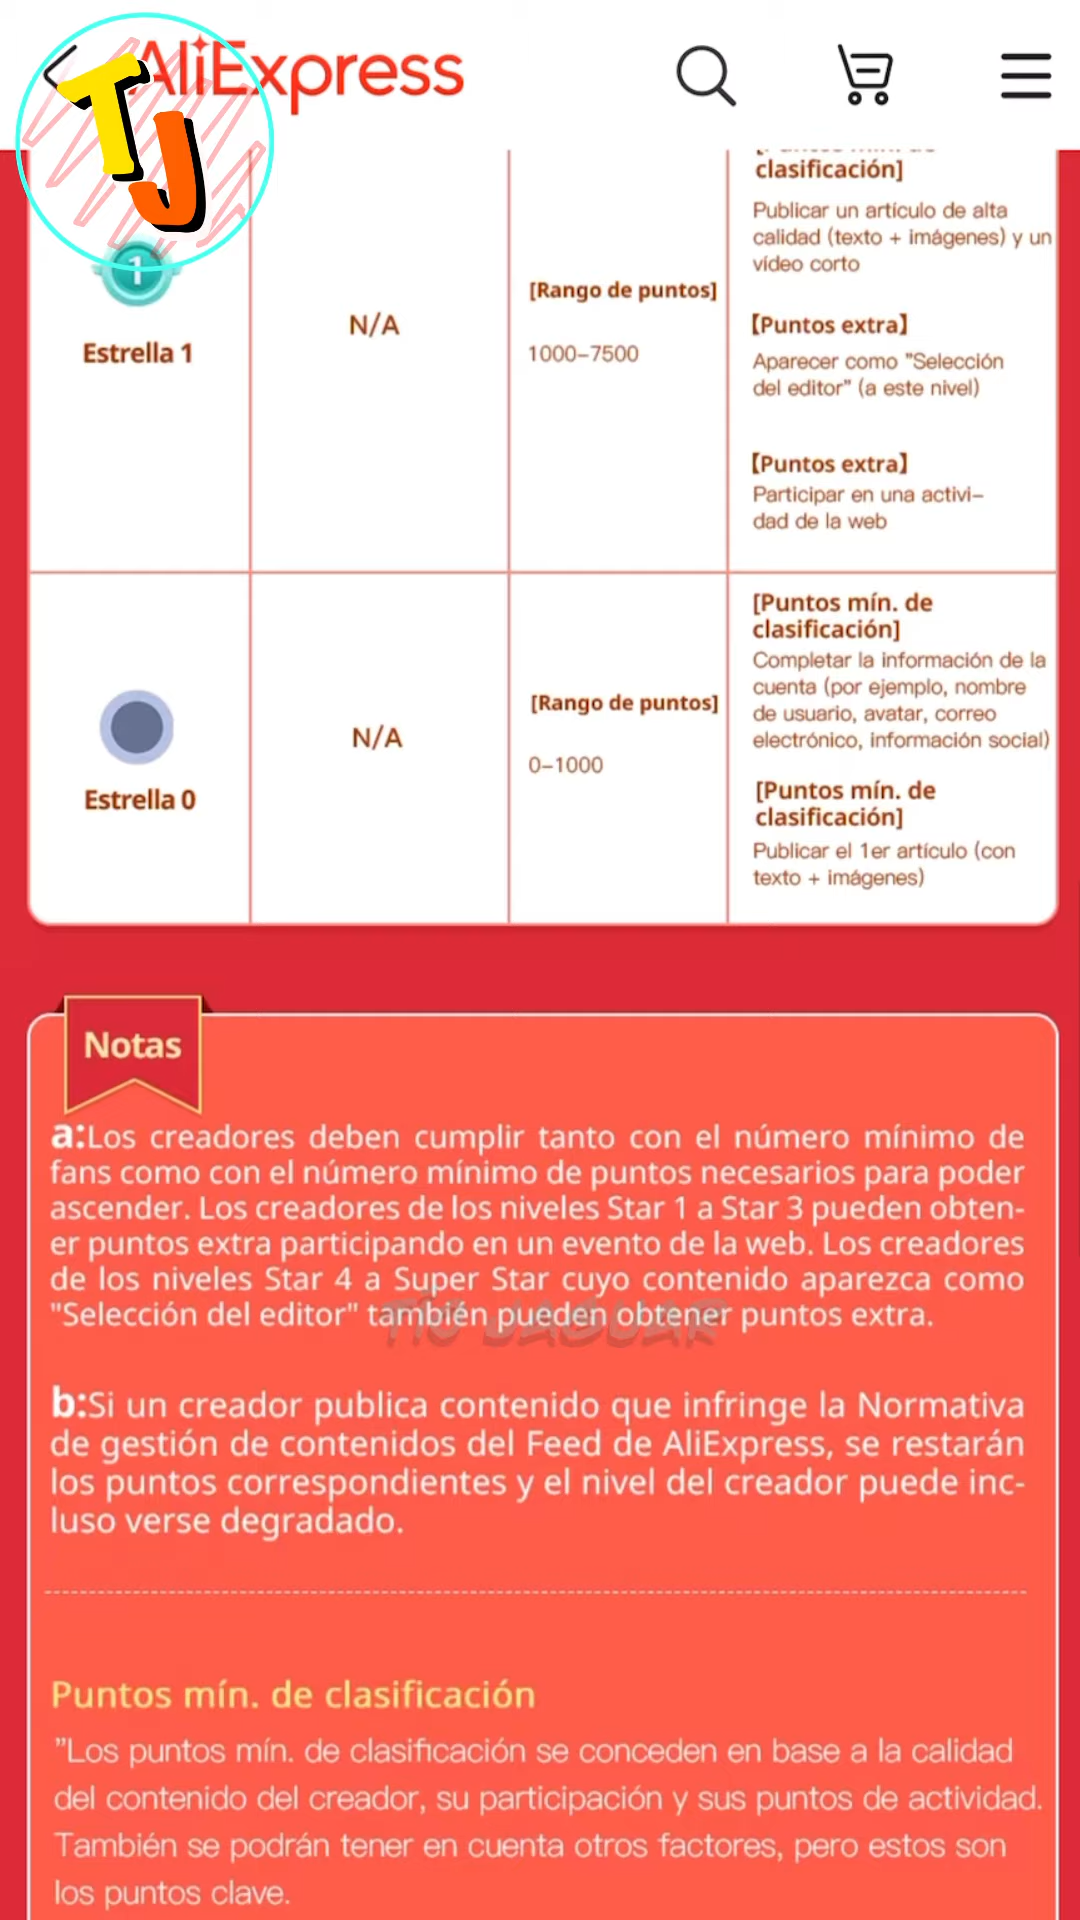 AliExpress
TJ
clasificación]
Publicar un artículo de alta
calidad (texto + imágenes) y un
vídeo corto
1
[Rango de puntos]
N/A
【Puntos extra】
Estrella 1
1000–7500
Aparecer como "Selección
del editor" (a este nivel)
【Puntos extra】
Participar en una activi–
dad de la web
[Puntos mín. de
clasificación]
Completar la información de la
cuenta (por ejemplo, nombre
de usuario, avatar, correo
electrónico, información social)
[Rango de puntos]
N/A
0–1000
Estrella 0
[Puntos mín. de
clasificación]
Publicar el 1er artículo (con
texto + imágenes)
Notas
a:Los creadores deben cumplir tanto con el número mínimo de
fans como con el número mínimo de puntos necesarios para poder
ascender. Los creadores de los niveles Star 1 a Star 3 pueden obten-
er puntos extra participando en un evento de la web. Los creadores
de los niveles Star 4 a Super Star cuyo contenido aparezca como
"Selección del editor" también pueden obtener puntos extra.
TÍO JAGUAR
b:Si un creador publica contenido que infringe la Normativa
de gestión de contenidos del Feed de AliExpress, se restarán
los puntos correspondientes y el nivel del creador puede inc-
luso verse degradado.
Puntos mín. de clasificación
"Los puntos mín. de clasificación se conceden en base a la calidad
del contenido del creador, su participación y sus puntos de actividad.
También se podrán tener en cuenta otros factores, pero estos son
los puntos clave.